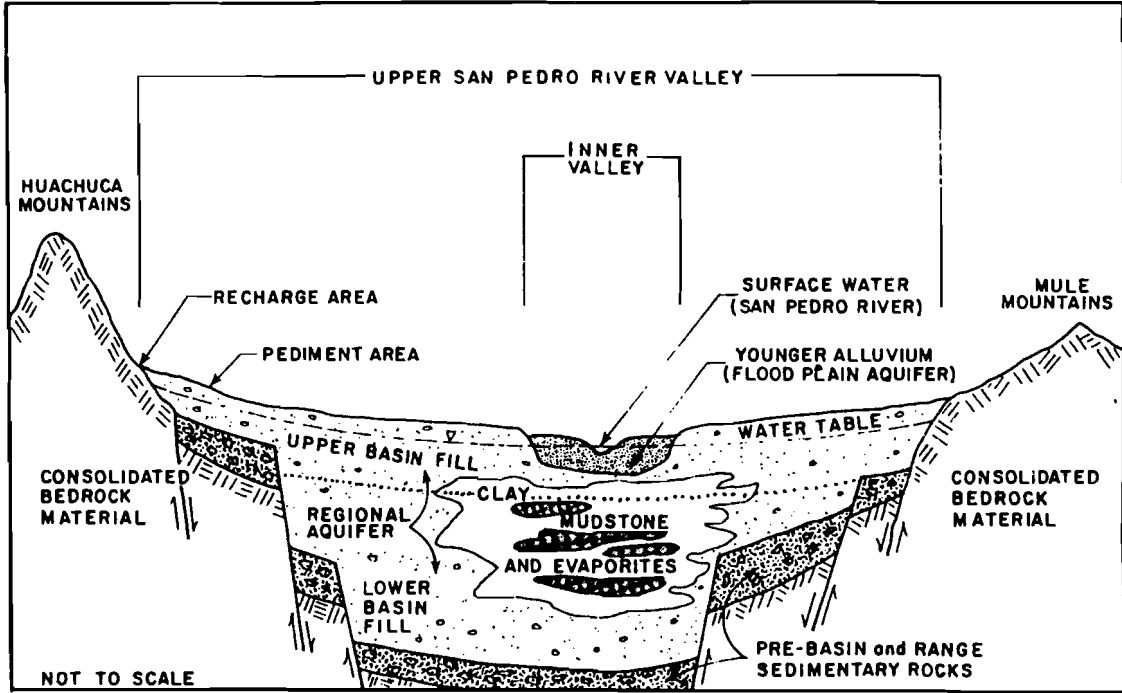 UPPER SAN PEDRO RIVER VALLEY
INNER
VALLEY
HUACHUCA
MOUNTAINS
RECHARGE AREA
PEDIMENT AREA
SURFACE WATER
(SAN PEDRO RIVER)
MULE
MOUNTAINS
YOUNGER ALLUVIUM
(FLOOD PLAIN AQUIFER)
UPPER BASIN FILL
WATER TABLE
CONSOLIDATED
BEDROCK
MATERIAL
REGIONAL
AQUIFER
CLAY
MUDSTONE
AND EVAPORITES
CONSOLIDATED
BEDROCK
MATERIAL
LOWER
BASIN
FILL
PRE-BASIN and RANGE
SEDIMENTARY ROCKS
NOT TO SCALE